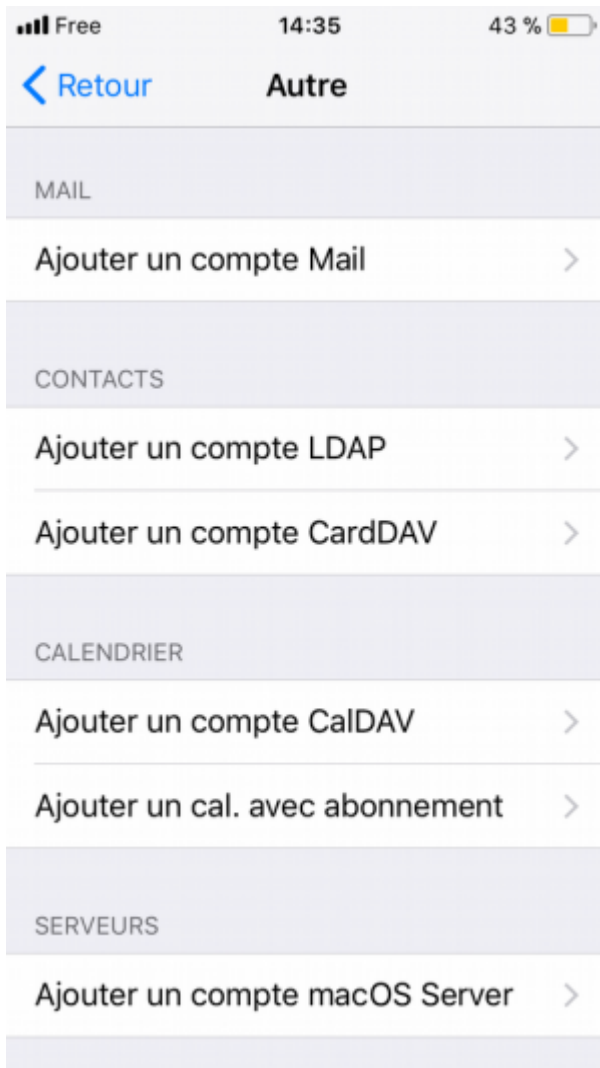 Free 14:35 43 %
Retour Autre
MAIL
Ajouter un compte Mail
CONTACTS
Ajouter un compte LDAP
Ajouter un compte CardDAV
CALENDRIER
Ajouter un compte CalDAV
Ajouter un cal. avec abonnement
SERVEURS
Ajouter un compte macOS Server